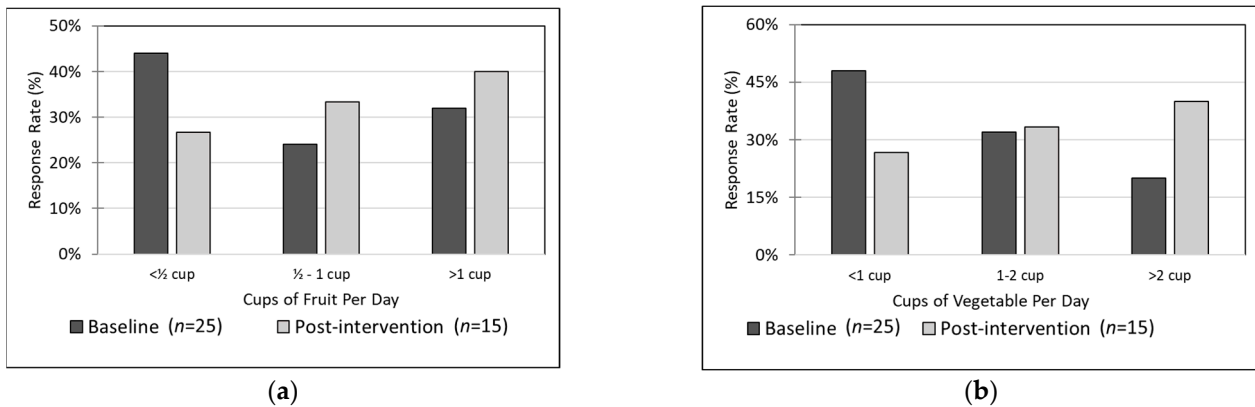 50%
40%
30%
20%
10%
0%
Response Rate (%)
<½ cup
½ - 1 cup
>1 cup
Cups of Fruit Per Day
Baseline (n=25) Post-intervention (n=15)
(a)
60%
45%
30%
15%
0%
Response Rate (%)
<1 cup
1-2 cup
>2 cup
Cups of Vegetable Per Day
Baseline (n=25) Post-intervention (n=15)
(b)